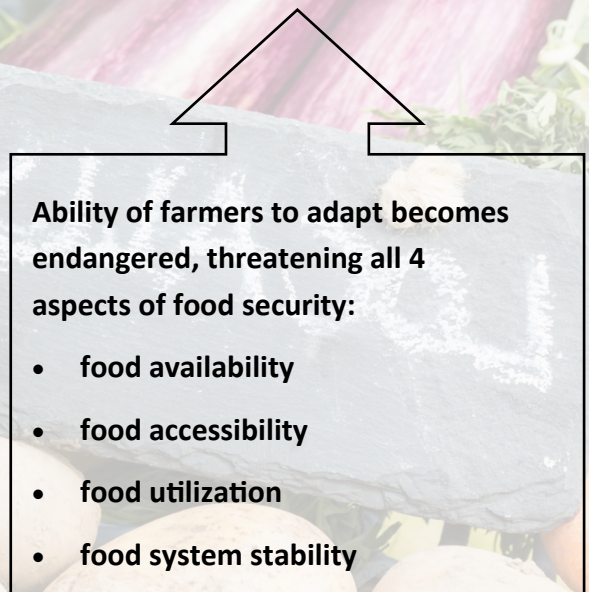 Ability of farmers to adapt becomes
endangered, threatening all 4
aspects of food security:
• food availability
• food accessibility
• food utilization
• food system stability